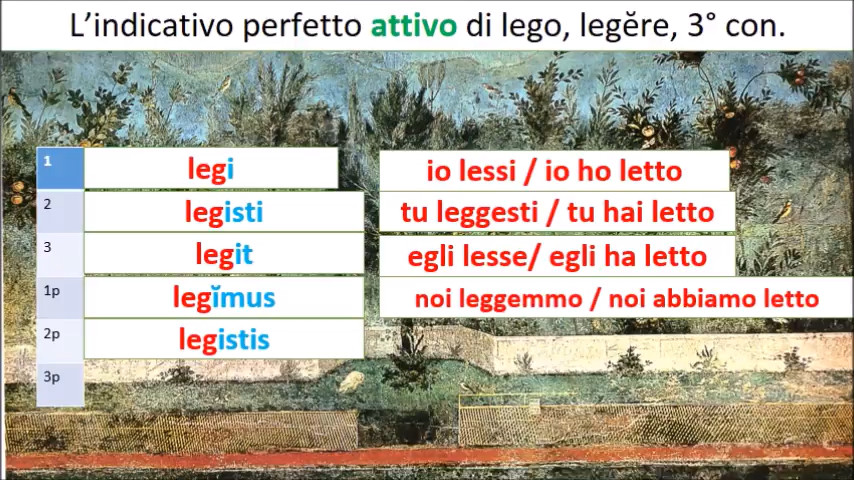 L'indicativo perfetto attivo di lego, legĕre, 3° con.
1 legi io lessi / io ho letto
2 legisti tu leggesti / tu hai letto
3 legit egli lesse/ egli ha letto
1p legĭmus noi leggemmo / noi abbiamo letto
2p legistis
3p